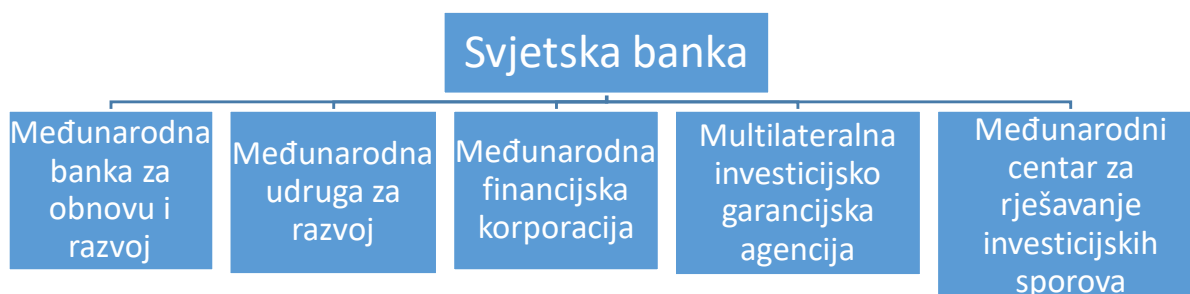 Svjetska banka
Međunarodna
banka za
obnovu i
razvoj
Međunarodna
udruga za
razvoj
Međunarodna
financijska
korporacija
Multilateralna
investicijsko
garancijska
agencija
Međunarodni
centar za
rješavanje
investicijskih
sporova